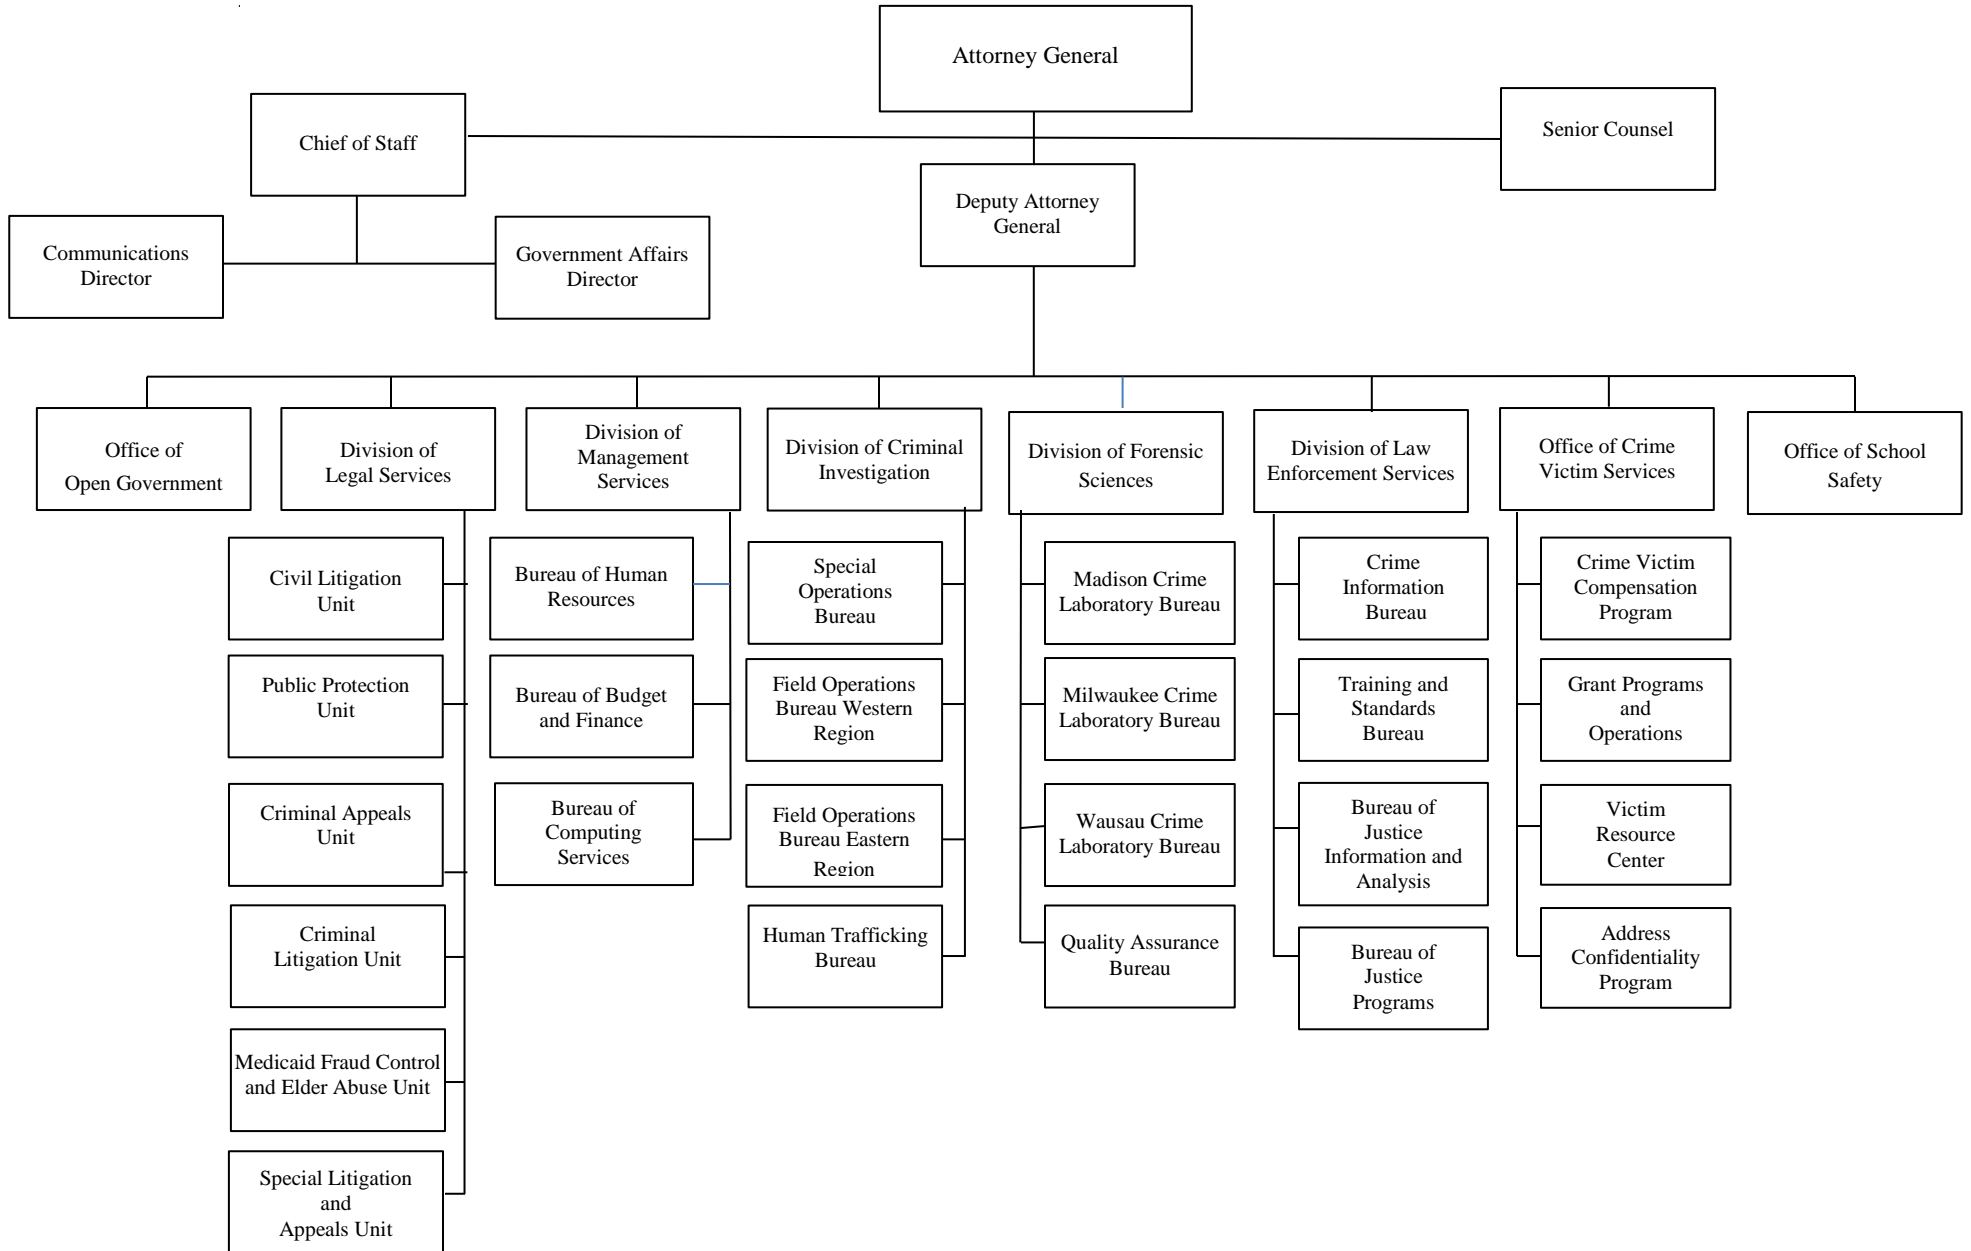 Attorney General
Chief of Staff
Senior Counsel
Deputy Attorney
General
Communications
Director
Government Affairs
Director
Office of
Open Government
Division of
Legal Services
Division of
Management
Services
Division of Criminal
Investigation
Division of Forensic
Sciences
Division of Law
Enforcement Services
Office of Crime
Victim Services
Office of School
Safety
Civil Litigation
Unit
Public Protection
Unit
Criminal Appeals
Unit
Criminal
Litigation Unit
Medicaid Fraud Control
and Elder Abuse Unit
Special Litigation
and
Appeals Unit
Bureau of Human
Resources
Bureau of Budget
and Finance
Bureau of
Computing
Services
Special
Operations
Bureau
Field Operations
Bureau Western
Region
Field Operations
Bureau Eastern
Region
Human Trafficking
Bureau
Madison Crime
Laboratory Bureau
Milwaukee Crime
Laboratory Bureau
Wausau Crime
Laboratory Bureau
Quality Assurance
Bureau
Crime
Information
Bureau
Training and
Standards
Bureau
Bureau of
Justice
Information and
Analysis
Bureau of
Justice
Programs
Crime Victim
Compensation
Program
Grant Programs
and
Operations
Victim
Resource
Center
Address
Confidentiality
Program